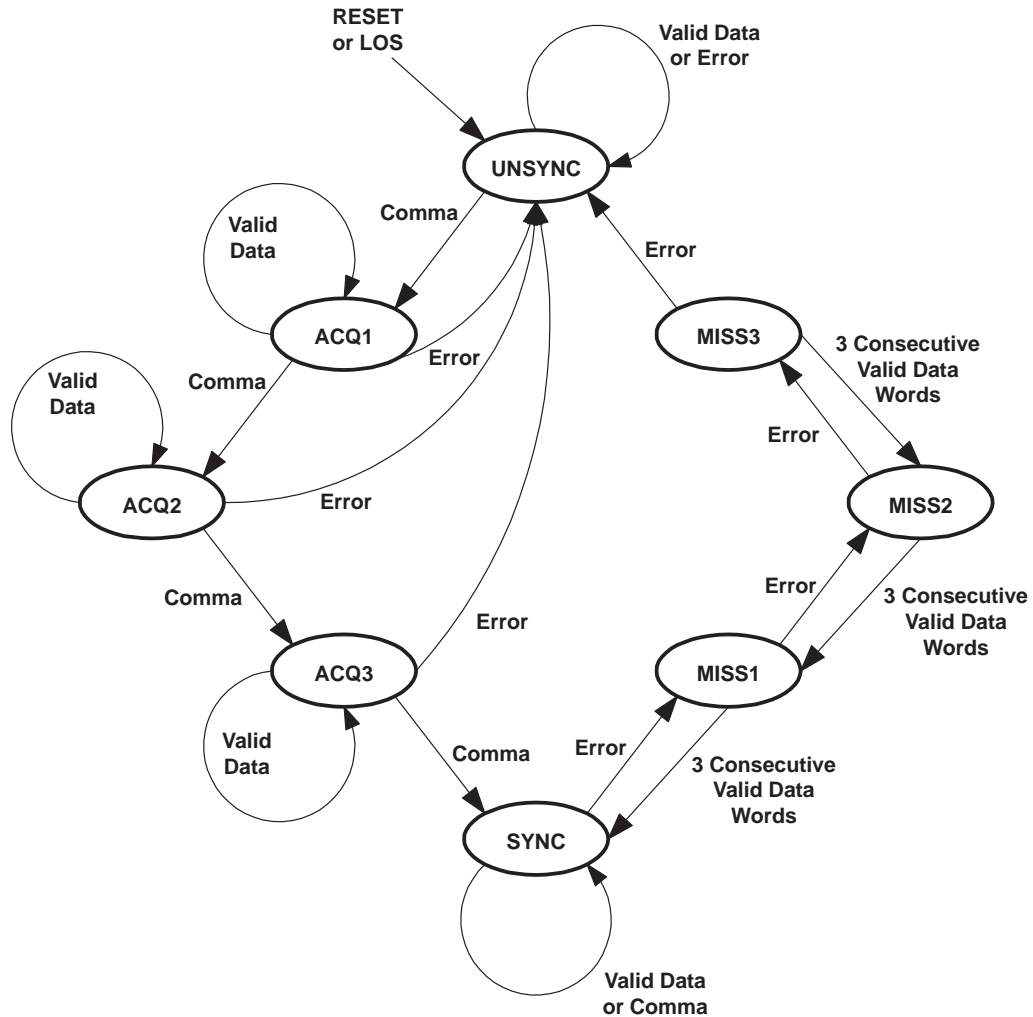 RESET
or LOS
Valid Data
or Error
UNSYNC
Comma
Valid
Data
Error
ACQ1
Error
MISS3
3 Consecutive
Valid Data
Words
Comma
Valid
Data
Error
ACQ2
Error
MISS2
Comma
Error
3 Consecutive
Valid Data
Words
Error
ACQ3
MISS1
Valid
Data
Comma
Error
3 Consecutive
Valid Data
Words
SYNC
Valid Data
or Comma